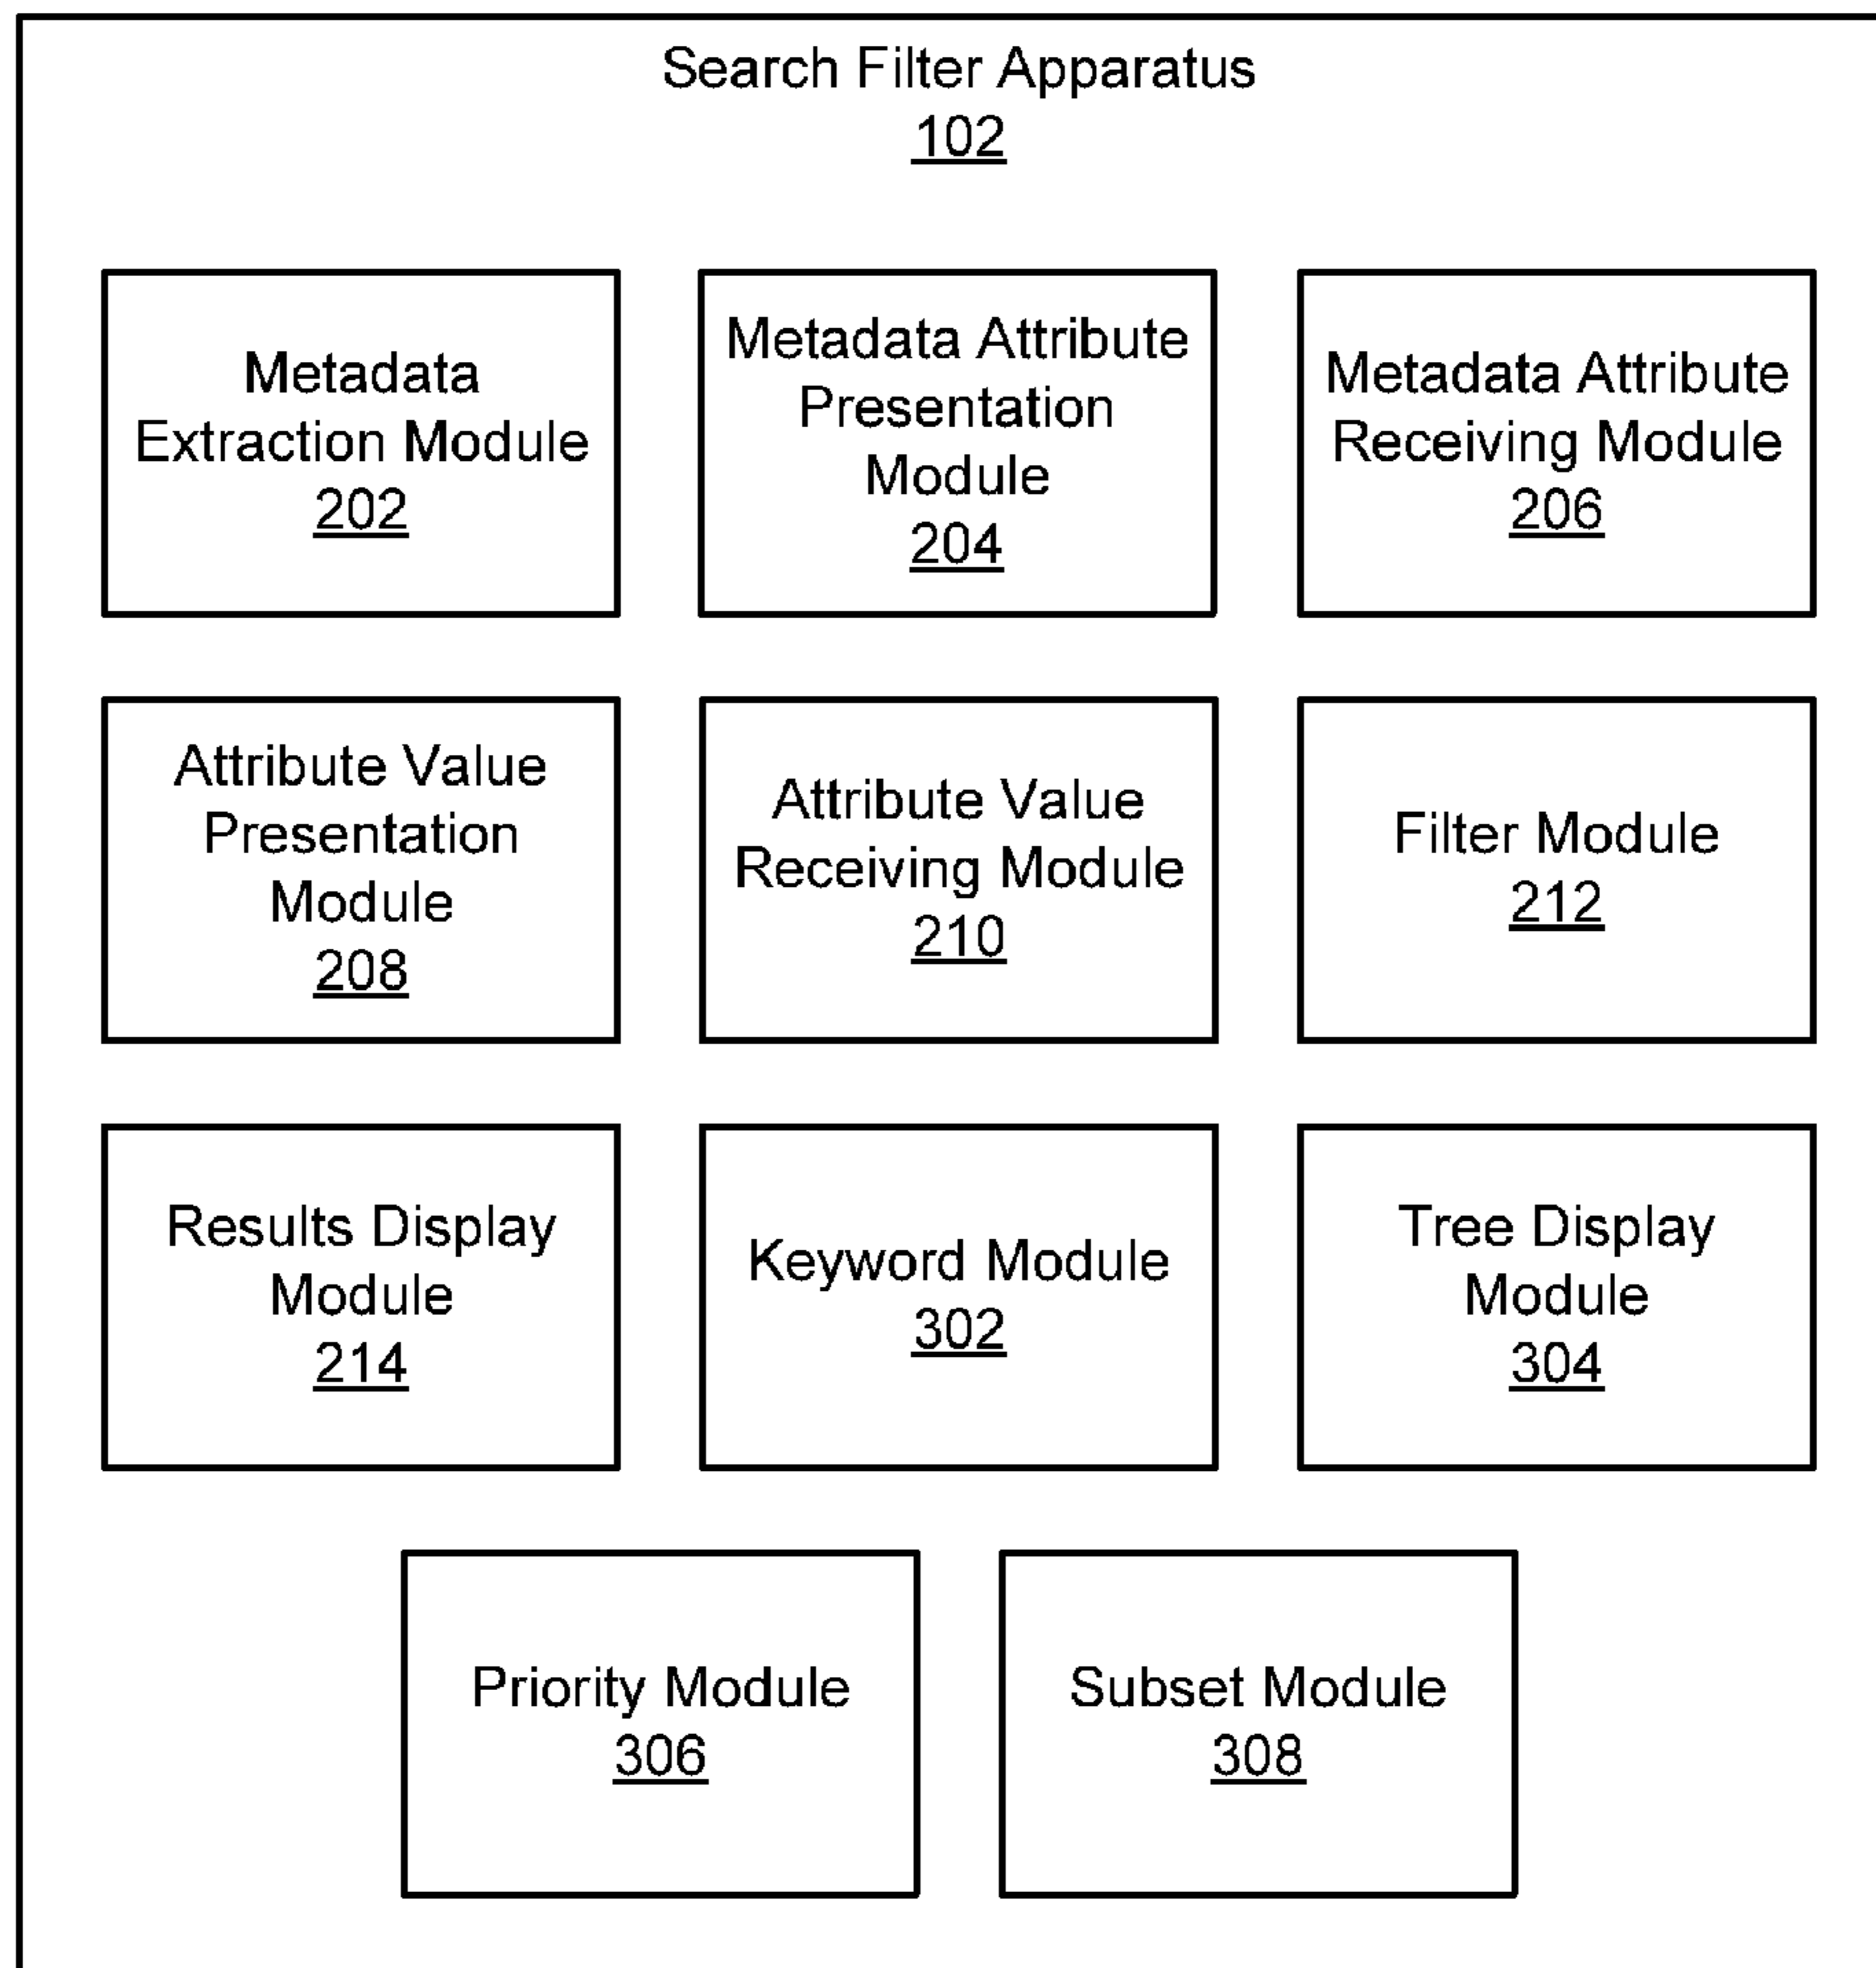 Search Filter Apparatus
102
Metadata
Extraction Module
202
Metadata Attribute
Presentation
Module
204
Metadata Attribute
Receiving Module
206
Attribute Value
Presentation
Module
208
Attribute Value
Receiving Module
210
Filter Module
212
Results Display
Module
214
Keyword Module
302
Tree Display
Module
304
Priority Module
306
Subset Module
308